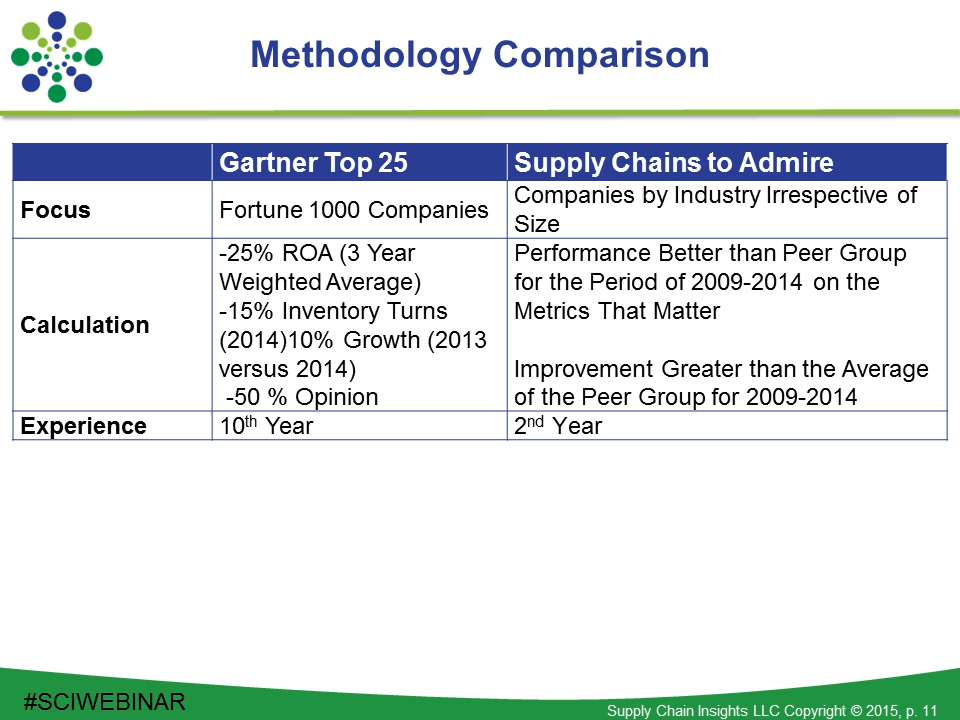 Methodology Comparison
Gartner Top 25
Supply Chains to Admire
Focus
Fortune 1000 Companies
Companies by Industry Irrespective of
Size
Calculation
-25% ROA (3 Year
Weighted Average)
-15% Inventory Turns
(2014)10% Growth (2013
versus 2014)
-50 % Opinion
Performance Better than Peer Group
for the Period of 2009-2014 on the
Metrics That Matter
Improvement Greater than the Average
of the Peer Group for 2009-2014
Experience
10th Year
2nd Year
#SCIWEBINAR
Supply Chain Insights LLC Copyright © 2015, p. 11